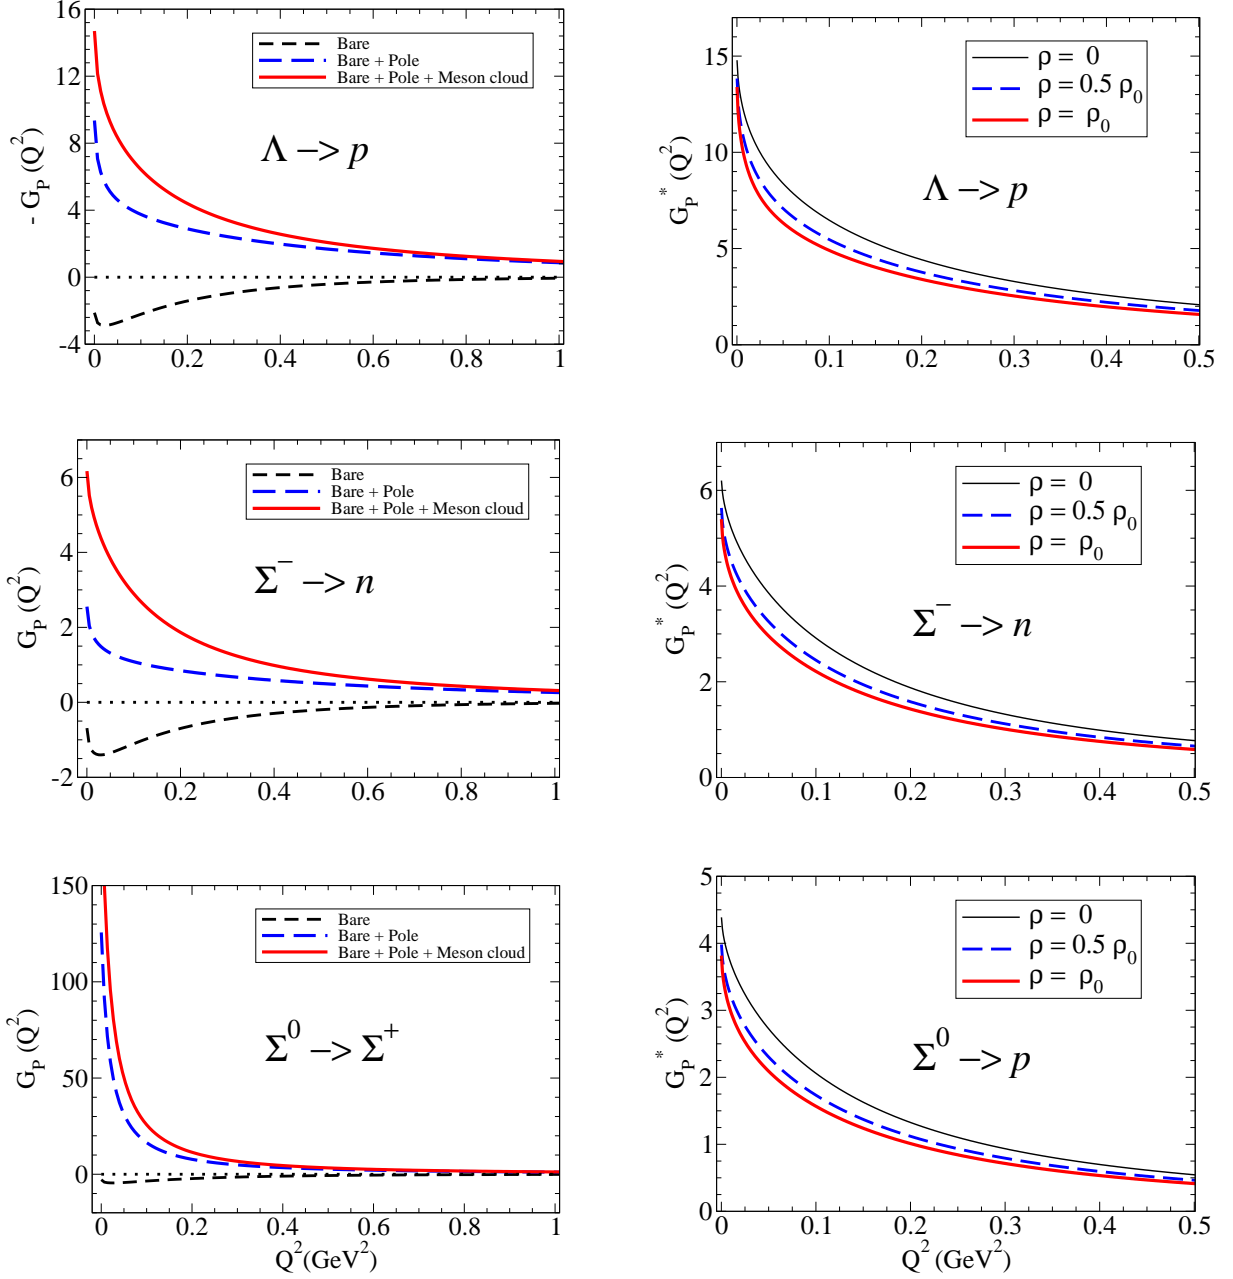 16
12
8
4
0
-4
- G_P (Q^2)
Bare
Bare + Pole
Bare + Pole + Meson cloud
Λ −> p
0 0.2 0.4 0.6 0.8 1
15
10
5
0
G_P^* (Q^2)
ρ = 0
ρ = 0.5 ρ_0
ρ = ρ_0
Λ −> p
0 0.1 0.2 0.3 0.4 0.5
6
4
2
0
-2
G_P (Q^2)
Bare
Bare + Pole
Bare + Pole + Meson cloud
Σ^− −> n
0 0.2 0.4 0.6 0.8 1
6
4
2
0
G_P^* (Q^2)
ρ = 0
ρ = 0.5 ρ_0
ρ = ρ_0
Σ^− −> n
0 0.1 0.2 0.3 0.4 0.5
150
100
50
0
G_P (Q^2)
Bare
Bare + Pole
Bare + Pole + Meson cloud
Σ^0 −> Σ^+
0 0.2 0.4 0.6 0.8 1
Q^2 (GeV^2)
5
4
3
2
1
0
G_P^* (Q^2)
ρ = 0
ρ = 0.5 ρ_0
ρ = ρ_0
Σ^0 −> p
0 0.1 0.2 0.3 0.4 0.5
Q^2 (GeV^2)